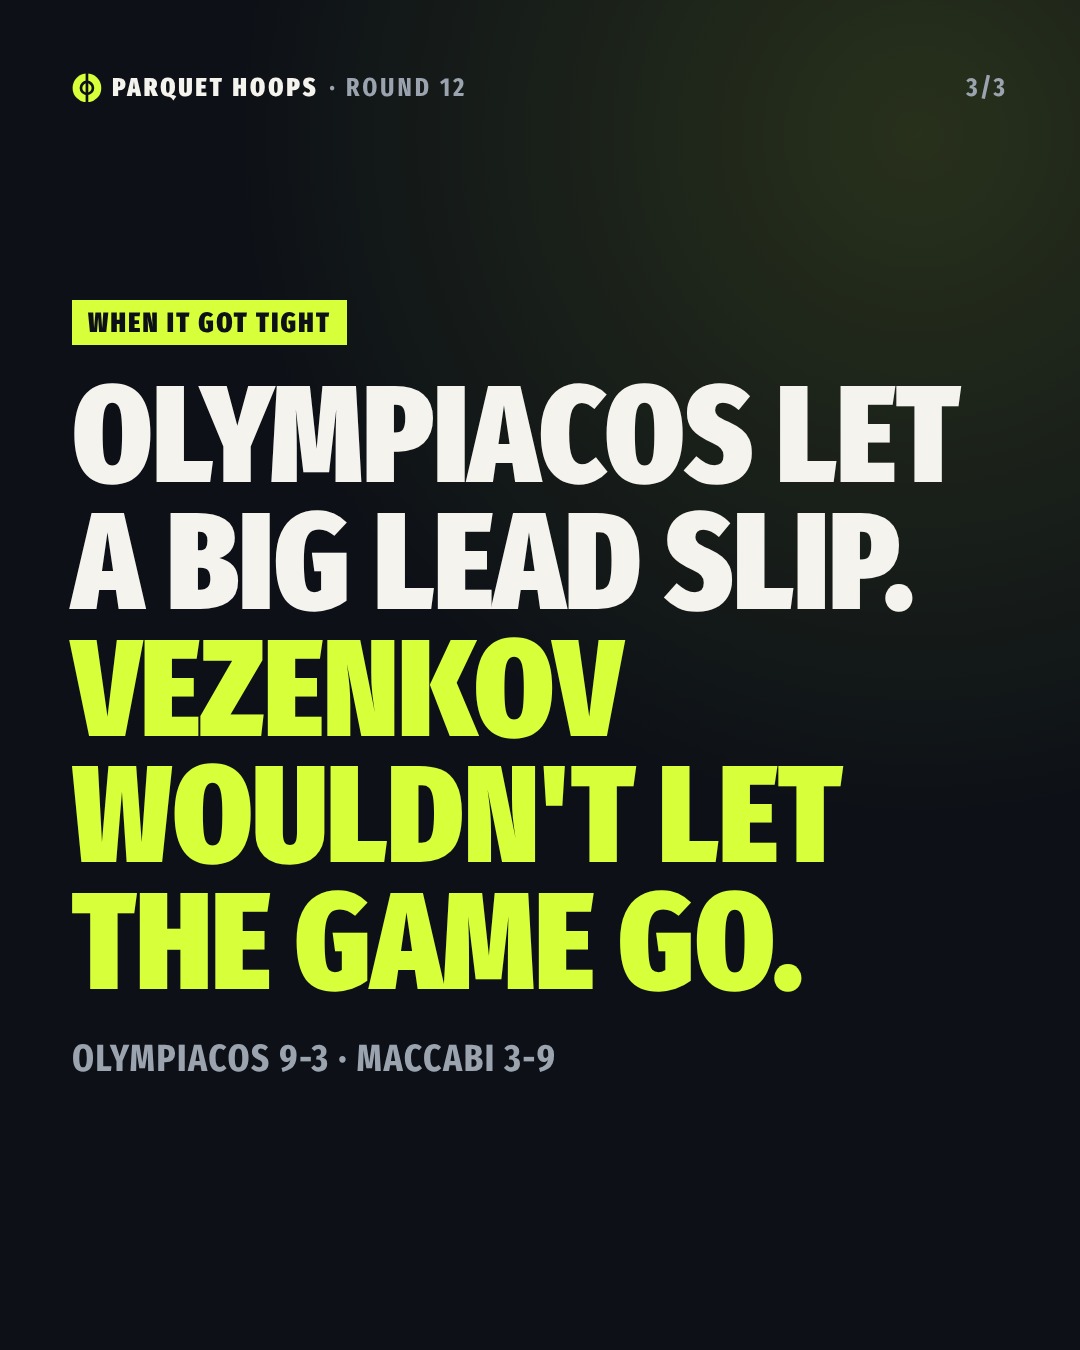 PARQUET HOOPS · ROUND 12
3/3
WHEN IT GOT TIGHT
OLYMPIACOS LET
A BIG LEAD SLIP.
VEZENKOV
WOULDN'T LET
THE GAME GO.
OLYMPIACOS 9-3 · MACCABI 3-9